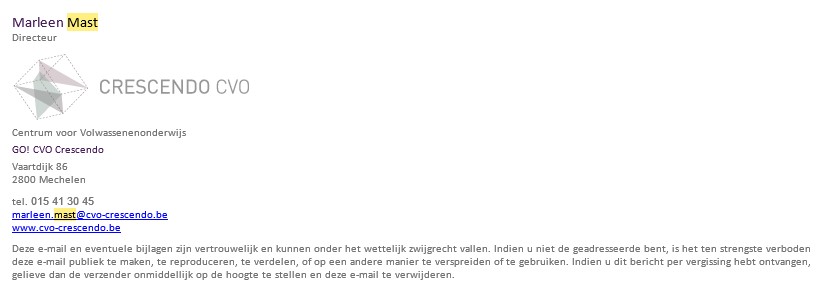 Marleen Mast
Directeur
CRESCENDO CVO
Centrum voor Volwassenenonderwijs
GO! CVO Crescendo
Vaartdijk 86
2800 Mechelen
tel. 015 41 30 45
marleen.mast@cvo-crescendo.be
www.cvo-crescendo.be
Deze e-mail en eventuele bijlagen zijn vertrouwelijk en kunnen onder het wettelijk zwijgrecht vallen. Indien u niet de geadresseerde bent, is het ten strengste verboden
deze e-mail publiek te maken, te reproduceren, te verdelen, of op een andere manier te verspreiden of te gebruiken. Indien u dit bericht per vergissing hebt ontvangen,
gelieve dan de verzender onmiddellijk op de hoogte te stellen en deze e-mail te verwijderen.